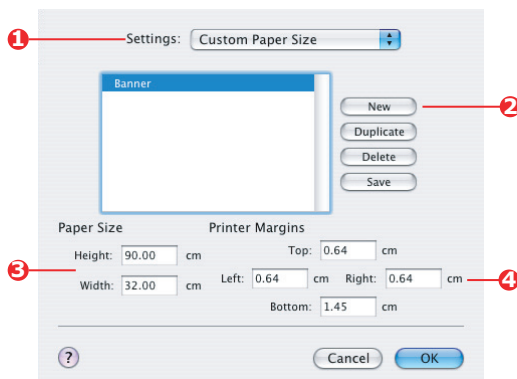 1 Settings: Custom Paper Size
Banner
New 2
Duplicate
Delete
Save
Paper Size Printer Margins
Height: 90.00 cm Top: 0.64 cm
3 Width: 32.00 cm Left: 0.64 cm Right: 0.64 cm 4
Bottom: 1.45 cm
? Cancel OK